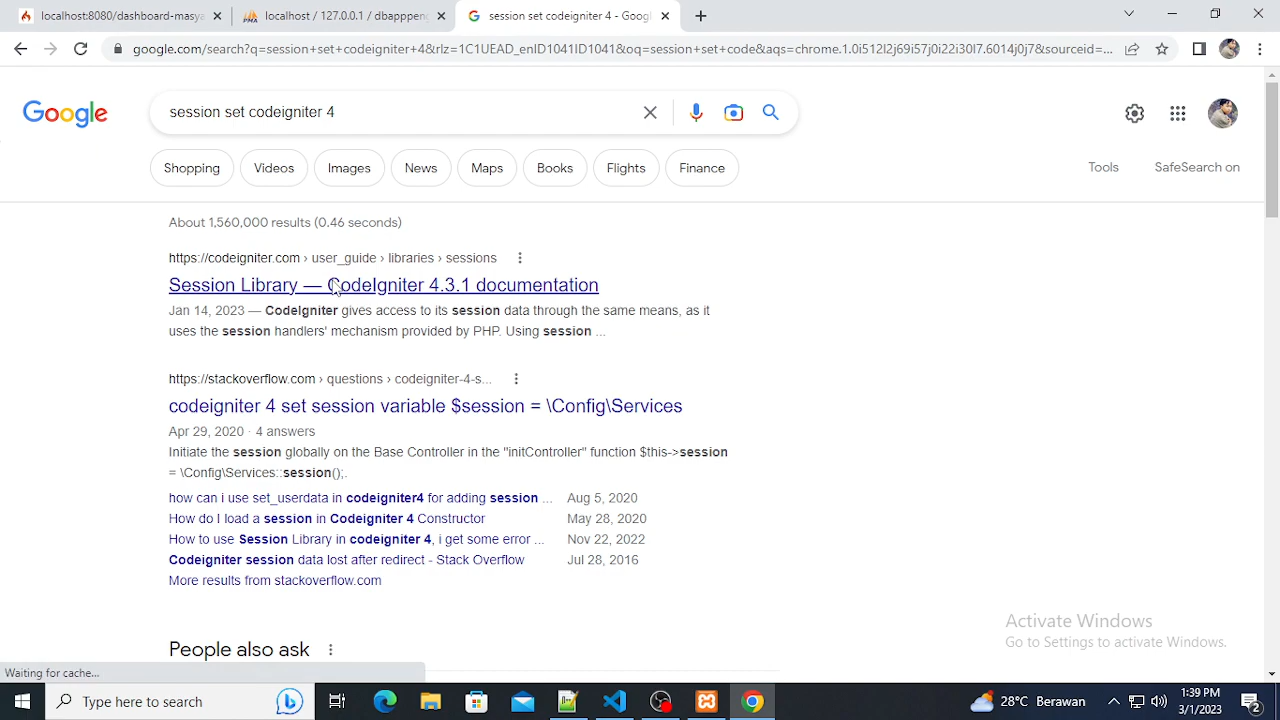 localhost:8080/dashboard-masya
localhost / 127.0.0.1 / dbapppeng
session set codeigniter 4 - Goog
google.com/search?q=session+set+codeigniter+4&rlz=1C1UEAD_enID1041ID1041&oq=session+set+code&aqs=chrome.1.0i512l2j69i57j0i22i30l7.6014j0j7&sourceid=...
Google
session set codeigniter 4
Shopping
Videos
Images
News
Maps
Books
Flights
Finance
Tools
SafeSearch on
About 1,560,000 results (0.46 seconds)
https://codeigniter.com › user_guide › libraries › sessions
Session Library — CodeIgniter 4.3.1 documentation
Jan 14, 2023 — CodeIgniter gives access to its session data through the same means, as it
uses the session handlers' mechanism provided by PHP. Using session ...
https://stackoverflow.com › questions › codeigniter-4-s...
codeigniter 4 set session variable $session = \Config\Services
Apr 29, 2020 · 4 answers
Initiate the session globally on the Base Controller in the "initController" function $this->session
= \Config\Services::session();.
how can i use set_userdata in codeigniter4 for adding session ... Aug 5, 2020
How do I load a session in Codeigniter 4 Constructor May 28, 2020
How to use Session Library in codeigniter 4, i get some error ... Nov 22, 2022
Codeigniter session data lost after redirect - Stack Overflow Jul 28, 2016
More results from stackoverflow.com
Activate Windows
Go to Settings to activate Windows.
People also ask
Waiting for cache...
Type here to search
28°C Berawan
1:39 PM
3/1/2023
2